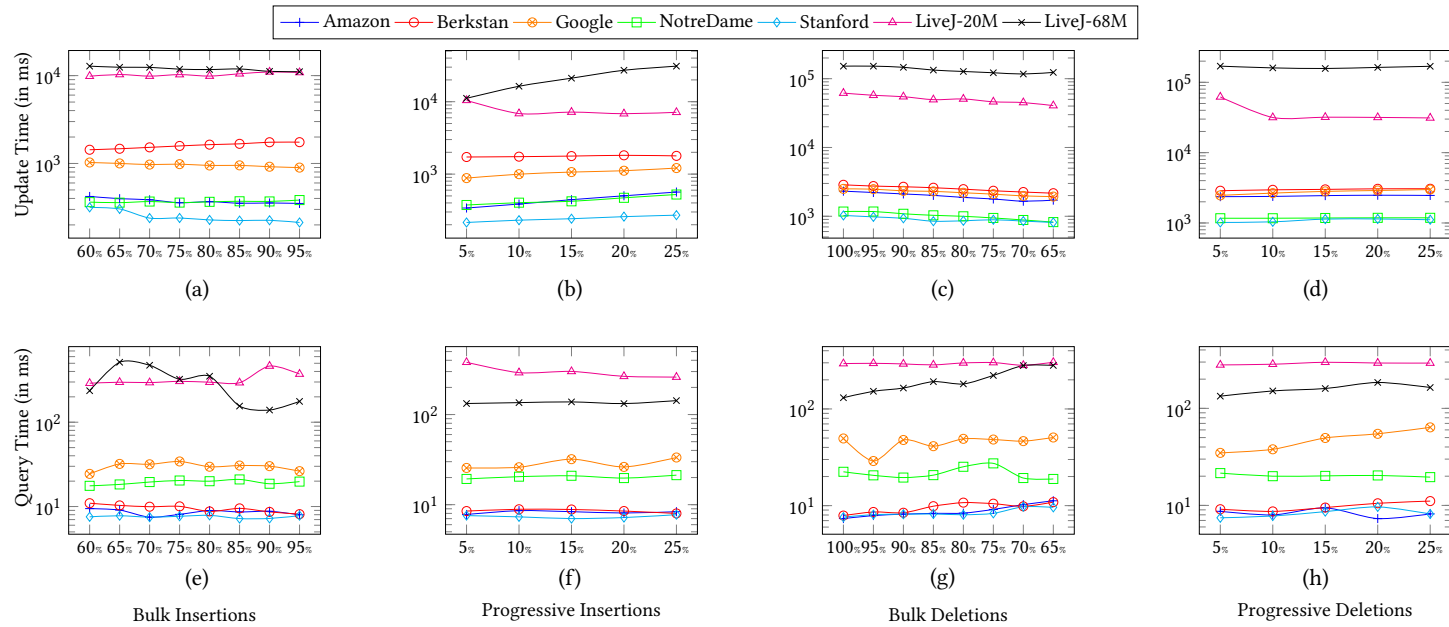 Amazon Berkstan Google NotreDame Stanford LiveJ-20M LiveJ-68M
Update Time (in ms)
10^4
10^3
60% 65% 70% 75% 80% 85% 90% 95%
(a)
10^4
10^3
5% 10% 15% 20% 25%
(b)
10^5
10^4
10^3
100% 95% 90% 85% 80% 75% 70% 65%
(c)
10^5
10^4
10^3
5% 10% 15% 20% 25%
(d)
Query Time (in ms)
10^2
10^1
60% 65% 70% 75% 80% 85% 90% 95%
(e)
10^2
10^1
5% 10% 15% 20% 25%
(f)
10^2
10^1
100% 95% 90% 85% 80% 75% 70% 65%
(g)
10^2
10^1
5% 10% 15% 20% 25%
(h)
Bulk Insertions
Progressive Insertions
Bulk Deletions
Progressive Deletions